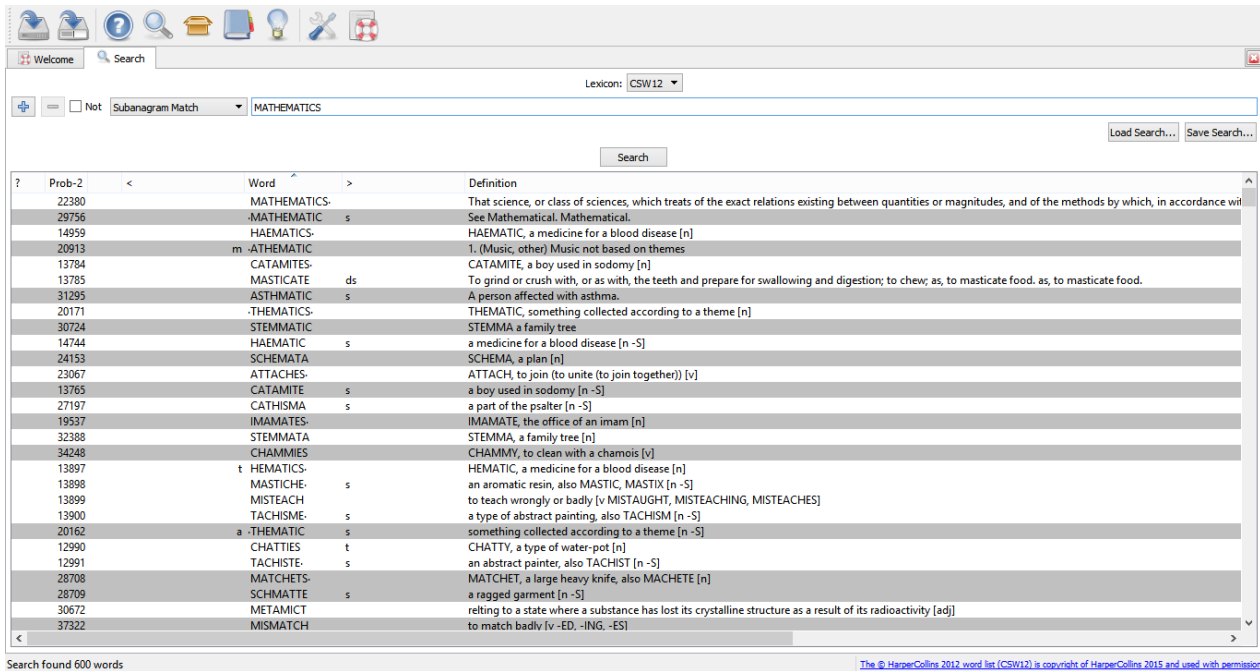 Welcome Search
Lexicon: CSW12
Not Subanagram Match MATHEMATICS
Load Search... Save Search...
Search
? Prob-2 < Word > Definition
22380 MATHEMATICS· That science, or class of sciences, which treats of the exact relations existing between quantities or magnitudes, and of the methods by which, in accordance wit
29756 ·MATHEMATIC s See Mathematical. Mathematical.
14959 HAEMATICS· HAEMATIC, a medicine for a blood disease [n]
20913 m ·ATHEMATIC 1. (Music, other) Music not based on themes
13784 CATAMITES· CATAMITE, a boy used in sodomy [n]
13785 MASTICATE ds To grind or crush with, or as with, the teeth and prepare for swallowing and digestion; to chew; as, to masticate food. as, to masticate food.
31295 ASTHMATIC s A person affected with asthma.
20171 ·THEMATICS· THEMATIC, something collected according to a theme [n]
30724 STEMMATIC STEMMA a family tree
14744 HAEMATIC s a medicine for a blood disease [n -S]
24153 SCHEMATA SCHEMA, a plan [n]
23067 ATTACHES· ATTACH, to join (to unite (to join together)) [v]
13765 CATAMITE s a boy used in sodomy [n -S]
27197 CATHISMA s a part of the psalter [n -S]
19537 IMAMATES· IMAMATE, the office of an imam [n]
32388 STEMMATA STEMMA, a family tree [n]
34248 CHAMMIES CHAMMY, to clean with a chamois [v]
13897 t HEMATICS· HEMATIC, a medicine for a blood disease [n]
13898 MASTICHE· s an aromatic resin, also MASTIC, MASTIX [n -S]
13899 MISTEACH to teach wrongly or badly [v MISTAUGHT, MISTEACHING, MISTEACHES]
13900 TACHISME· s a type of abstract painting, also TACHISM [n -S]
20162 a ·THEMATIC s something collected according to a theme [n -S]
12990 CHATTIES t CHATTY, a type of water-pot [n]
12991 TACHISTE· s an abstract painter, also TACHIST [n -S]
28708 MATCHETS· MATCHET, a large heavy knife, also MACHETE [n]
28709 SCHMATTE s a ragged garment [n -S]
30672 METAMICT relting to a state where a substance has lost its crystalline structure as a result of its radioactivity [adj]
37322 MISMATCH to match badly [v -ED, -ING, -ES]
Search found 600 words The © HarperCollins 2012 word list (CSW12) is copyright of HarperCollins 2015 and used with permission